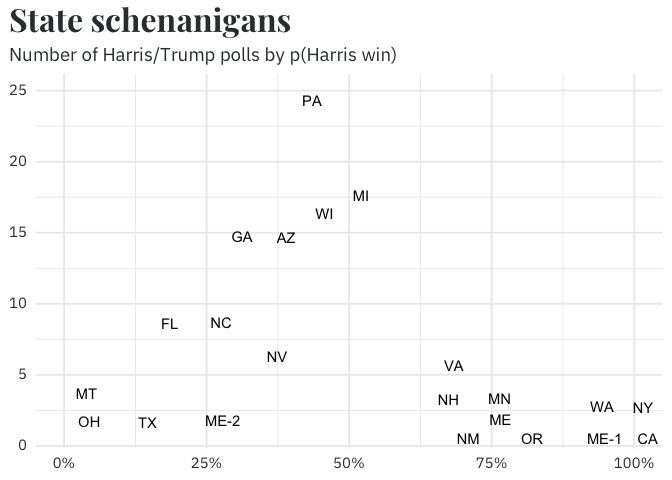 State schenanigans
Number of Harris/Trump polls by p(Harris win)
25
PA
20
MI
WI
15
GA AZ
10
FL NC
NV
5
VA
MT
NH MN
WA NY
OH TX ME-2 ME
0
NM OR ME-1 CA
0% 25% 50% 75% 100%